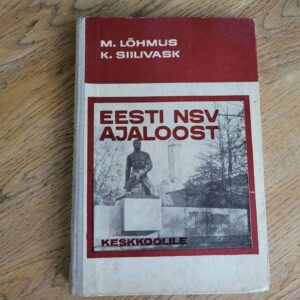 M. LÕHMUS
K. SIILIVASK
EESTI NSV
AJALOOST
KESKKOOLILE